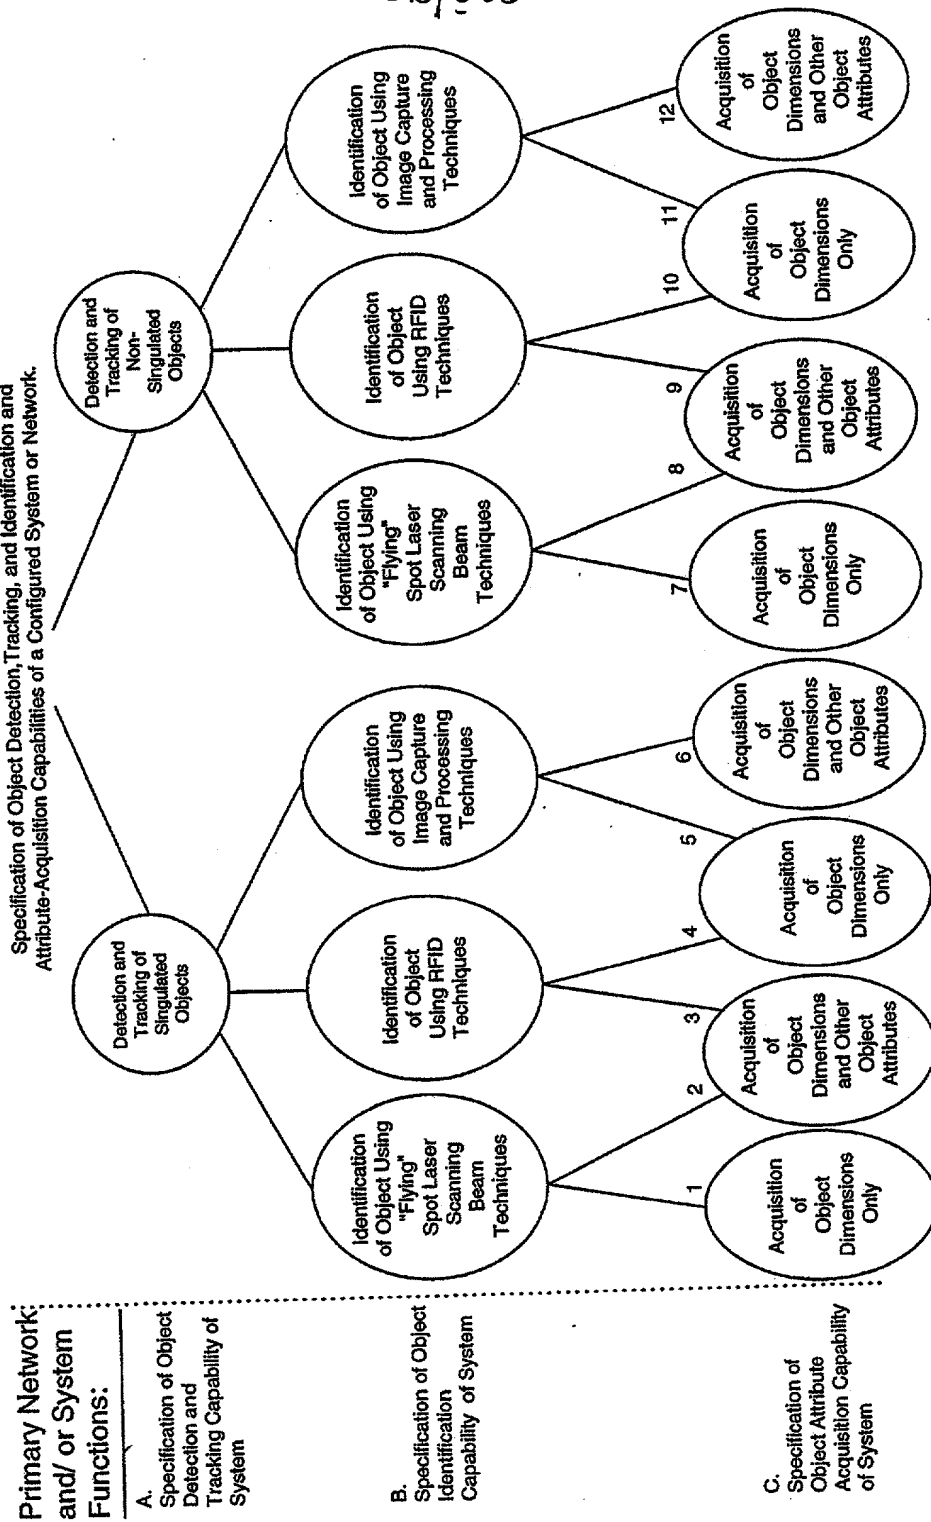 Specification of Object Detection,Tracking, and Identification and
Attribute-Acquisition Capabilities of a Configured System or Network.
Primary Network
and/ or System
Functions:
A.
Specification of Object
Detection and
Tracking Capability of
System
Detection and
Tracking of
Singulated
Objects
Detection and
Tracking of
Non-
Singulated
Objects
B.
Specification of Object
Identification
Capability of System
Identification
of Object Using
"Flying"
Spot Laser
Scanning
Beam
Techniques
Identification
of Object
Using RFID
Techniques
Identification
of Object Using
Image Capture
and Processing
Techniques
Identification
of Object Using
"Flying"
Spot Laser
Scanning
Beam
Techniques
Identification
of Object
Using RFID
Techniques
Identification
of Object Using
Image Capture
and Processing
Techniques
1
2
3
4
5
6
7
8
9
10
11
12
C.
Specification of
Object Attribute
Acquisition Capability
of System
Acquisition
of
Object
Dimensions
Only
Acquisition
of
Object
Dimensions
and Other
Object
Attributes
Acquisition
of
Object
Dimensions
Only
Acquisition
of
Object
Dimensions
and Other
Object
Attributes
Acquisition
of
Object
Dimensions
Only
Acquisition
of
Object
Dimensions
and Other
Object
Attributes
Acquisition
of
Object
Dimensions
Only
Acquisition
of
Object
Dimensions
and Other
Object
Attributes